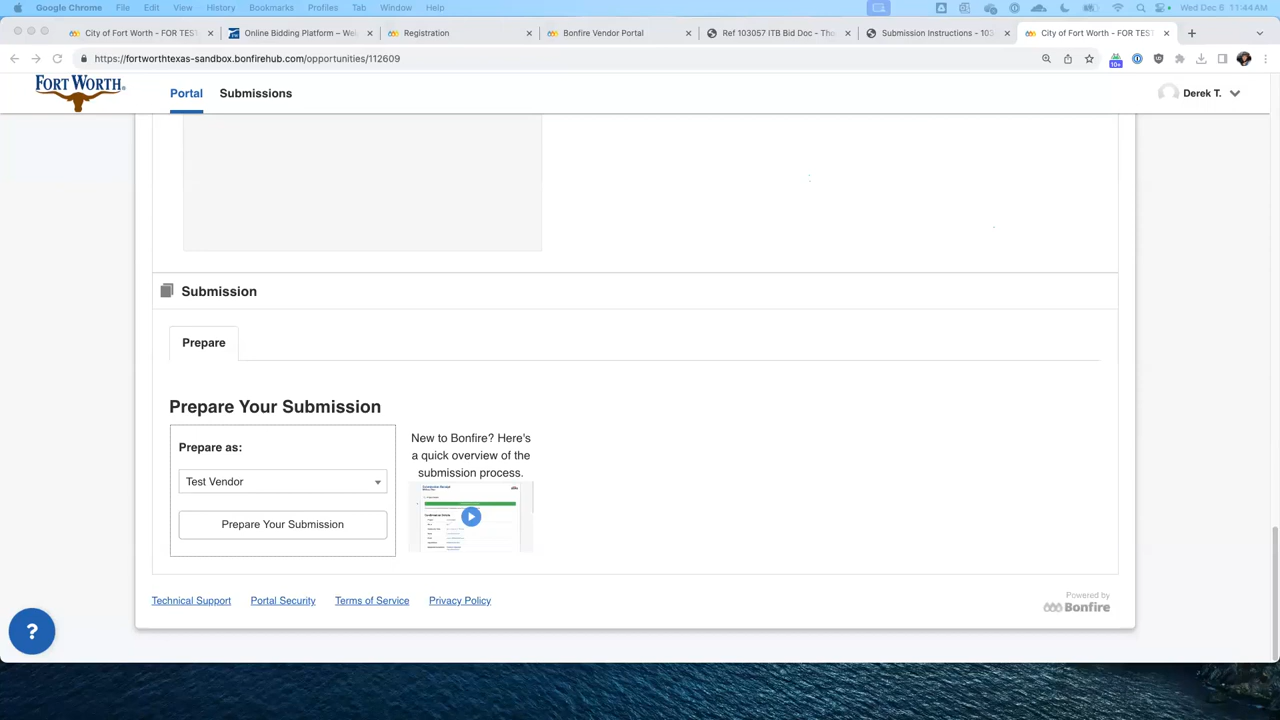 Google Chrome File Edit View History Bookmarks Profiles Tab Window Help Wed Dec 6 11:44 AM
City of Fort Worth - FOR TEST
Online Bidding Platform – Wel
Registration
Bonfire Vendor Portal
Ref 103057 ITB Bid Doc - Tho
Submission Instructions - 103
City of Fort Worth - FOR TEST
https://fortworthtexas-sandbox.bonfirehub.com/opportunities/112609
10+
FORT WORTH
Portal Submissions
Derek T.
Submission
Prepare
Prepare Your Submission
Prepare as:
Test Vendor
Prepare Your Submission
New to Bonfire? Here's
a quick overview of the
submission process.
Technical Support Portal Security Terms of Service Privacy Policy
Powered by
Bonfire
?